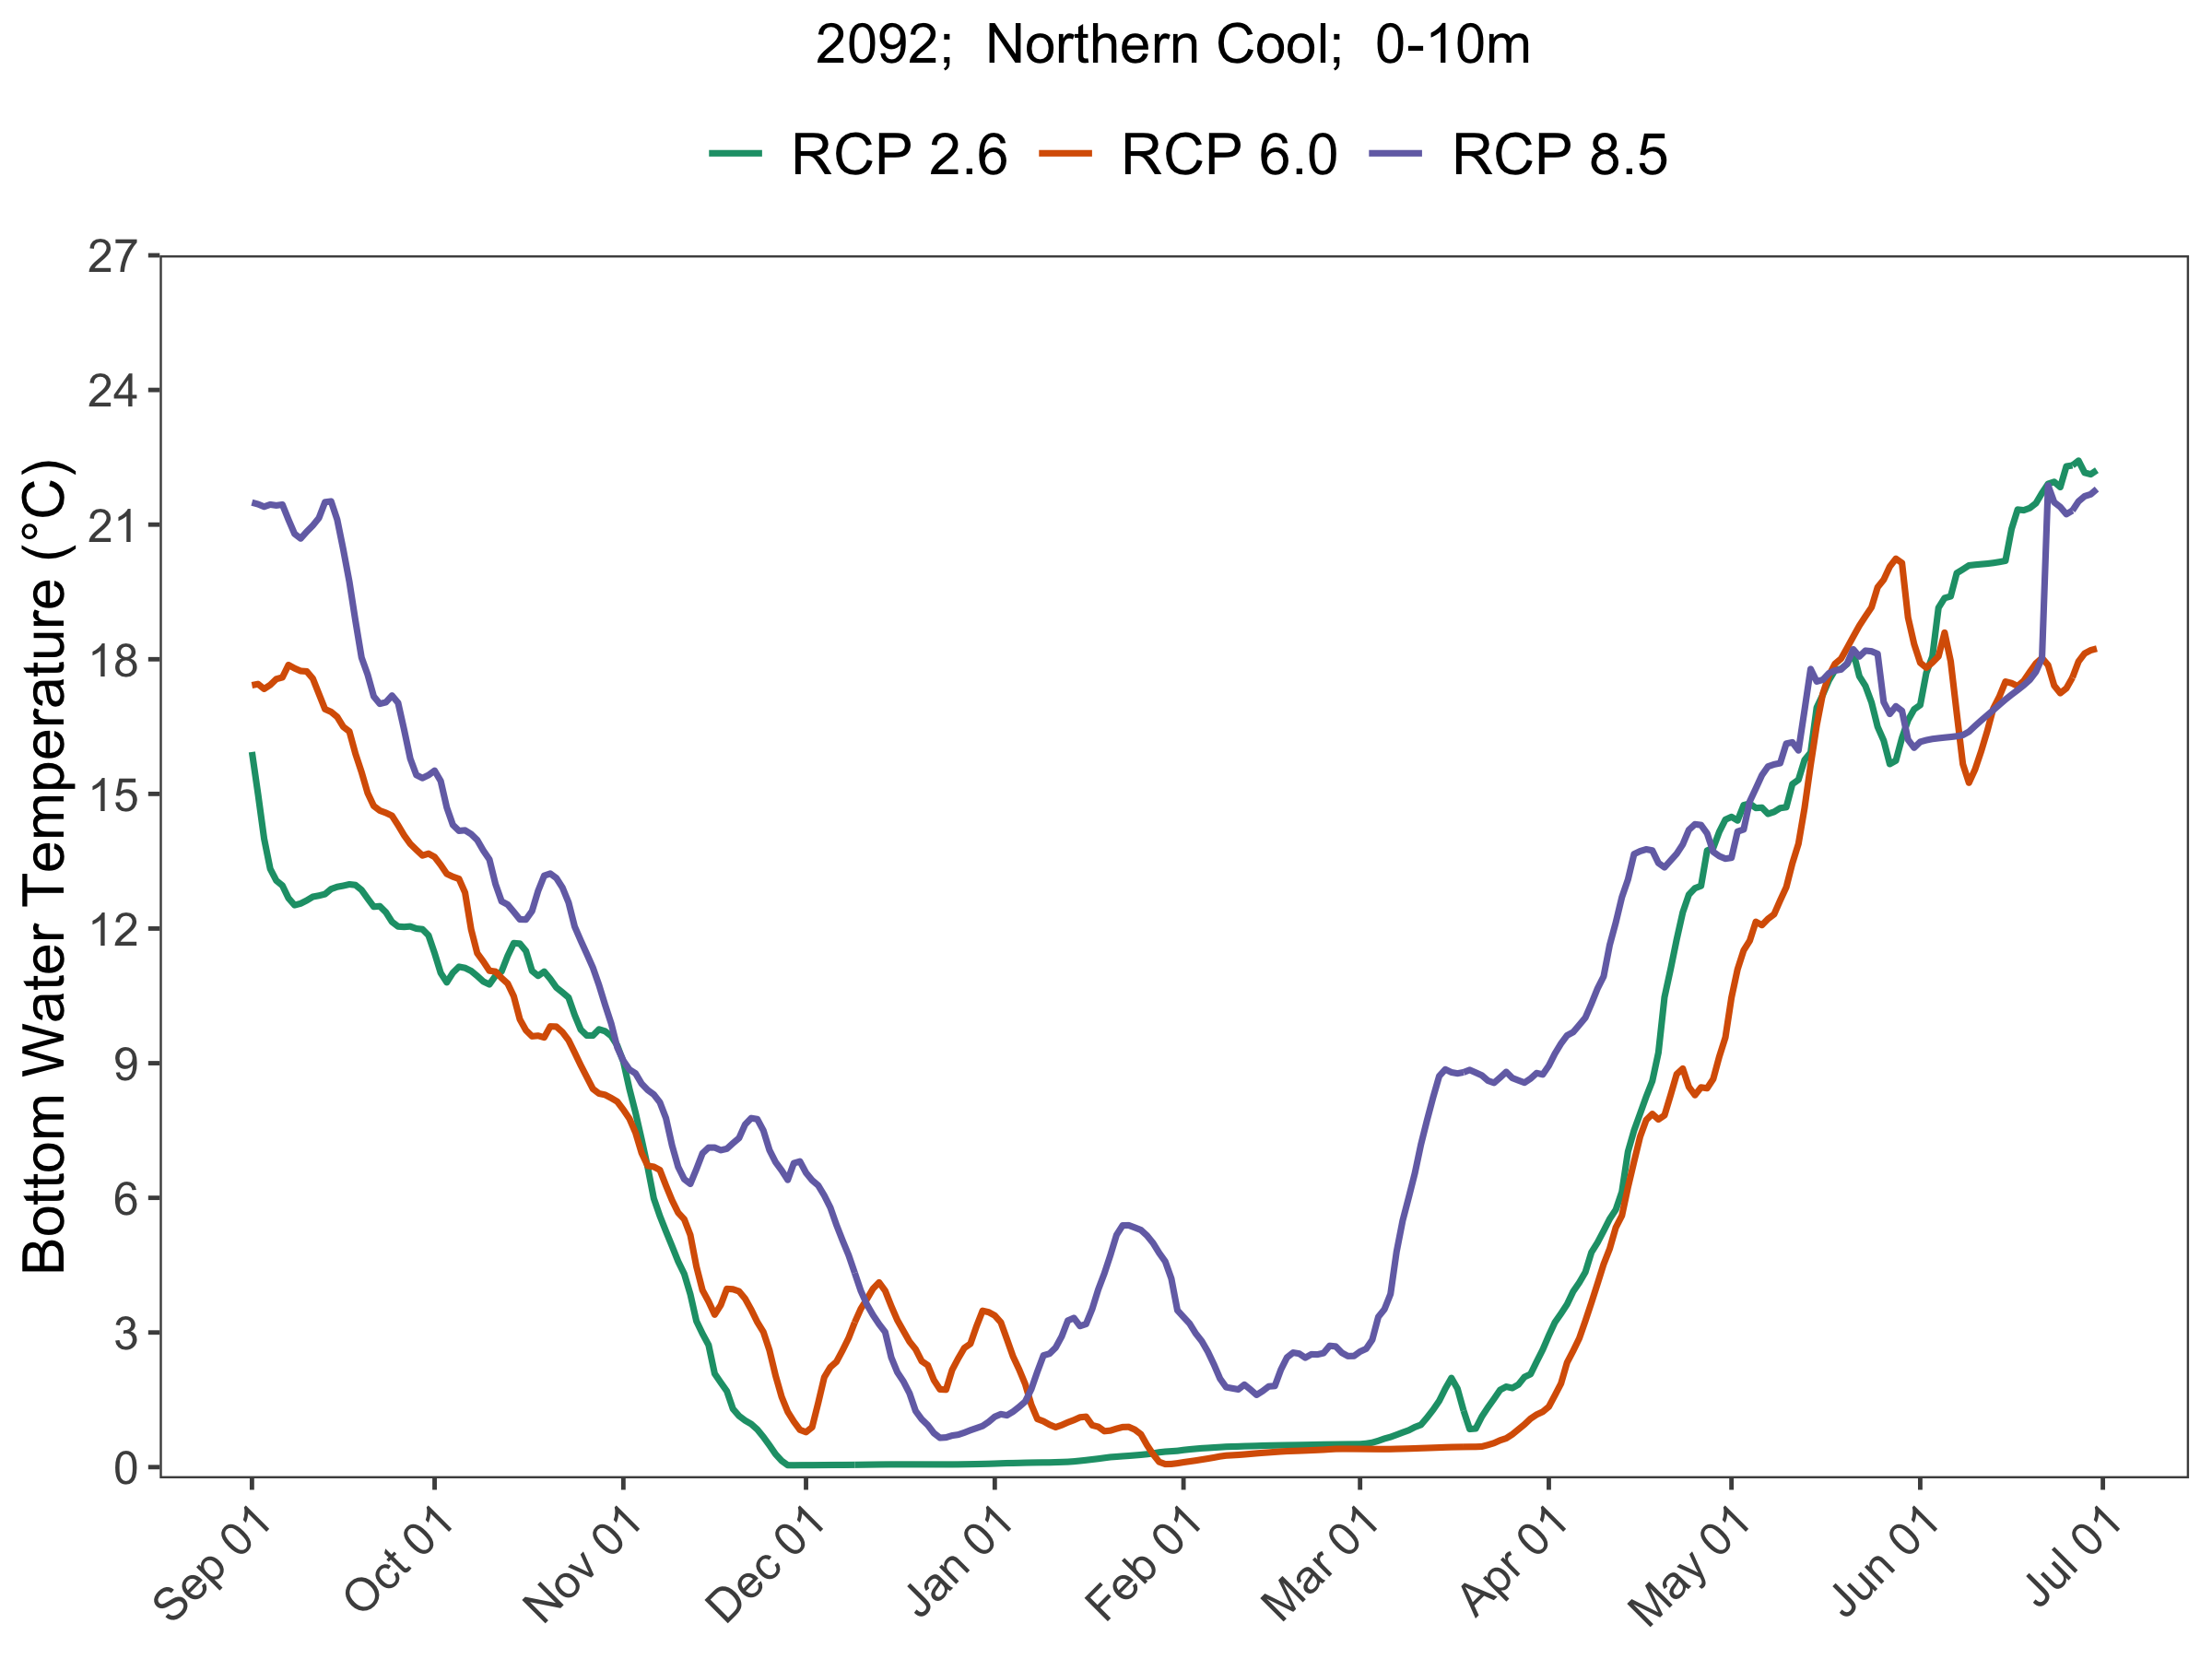 2092;  Northern Cool;  0-10m
RCP 2.6 RCP 6.0 RCP 8.5
Bottom Water Temperature (°C)
27
24
21
18
15
12
9
6
3
0
Sep 01 Oct 01 Nov 01 Dec 01 Jan 01 Feb 01 Mar 01 Apr 01 May 01 Jun 01 Jul 01